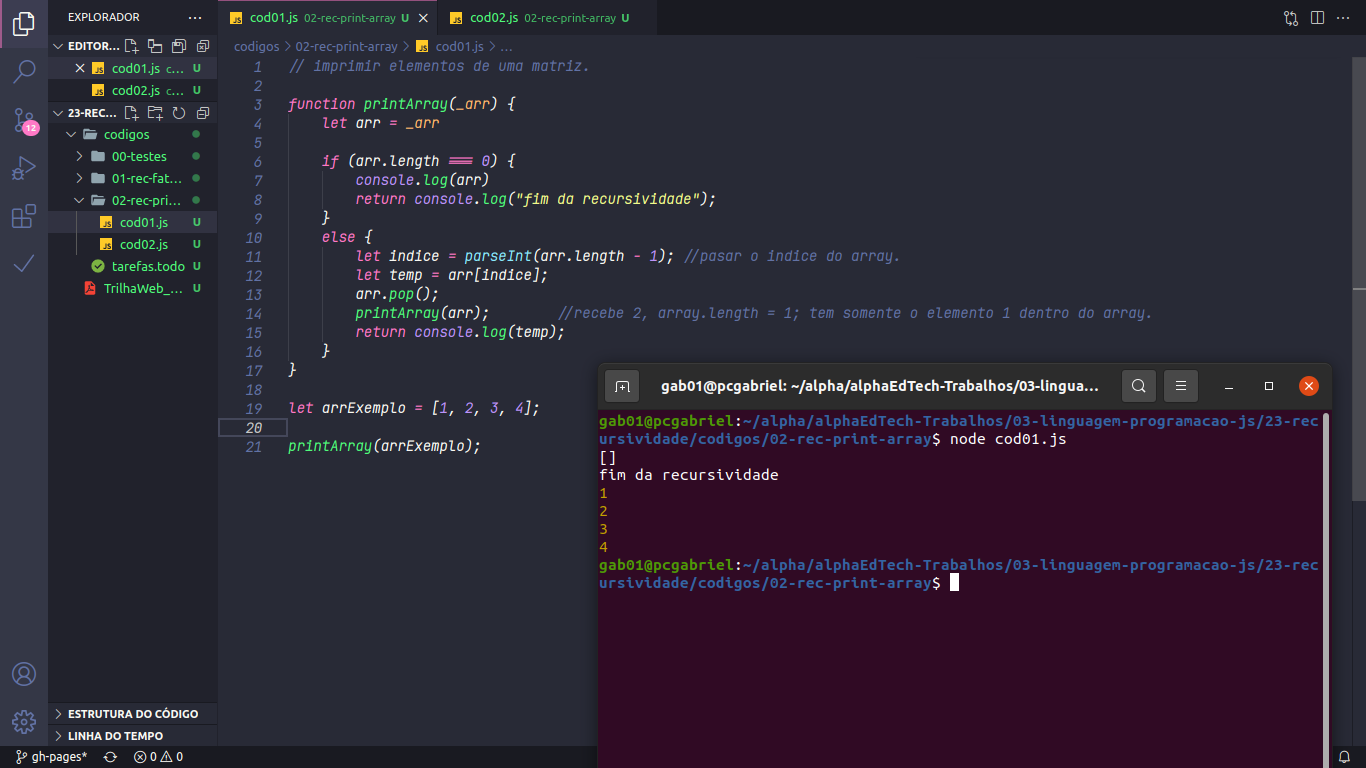 EXPLORADOR
EDITOR...
cod01.js c... U
cod02.js c... U
23-REC...
codigos
00-testes
01-rec-fat...
02-rec-pri...
cod01.js U
cod02.js U
tarefas.todo U
TrilhaWeb_... U
ESTRUTURA DO CÓDIGO
LINHA DO TEMPO
12
cod01.js 02-rec-print-array U
cod02.js 02-rec-print-array U
codigos > 02-rec-print-array > cod01.js > ...
1 // imprimir elementos de uma matriz.
2
3 function printArray(_arr) {
4 let arr = _arr
5
6 if (arr.length === 0) {
7 console.log(arr)
8 return console.log("fim da recursividade");
9 }
10 else {
11 let indice = parseInt(arr.length - 1); //pasar o indice do array.
12 let temp = arr[indice];
13 arr.pop();
14 printArray(arr); //recebe 2, array.length = 1; tem somente o elemento 1 dentro do array.
15 return console.log(temp);
16 }
17 }
18
19 let arrExemplo = [1, 2, 3, 4];
20
21 printArray(arrExemplo);
gab01@pcgabriel: ~/alpha/alphaEdTech-Trabalhos/03-lingua...
gab01@pcgabriel:~/alpha/alphaEdTech-Trabalhos/03-linguagem-programacao-js/23-rec
ursividade/codigos/02-rec-print-array$ node cod01.js
[]
fim da recursividade
1
2
3
4
gab01@pcgabriel:~/alpha/alphaEdTech-Trabalhos/03-linguagem-programacao-js/23-rec
ursividade/codigos/02-rec-print-array$
gh-pages* 0 0